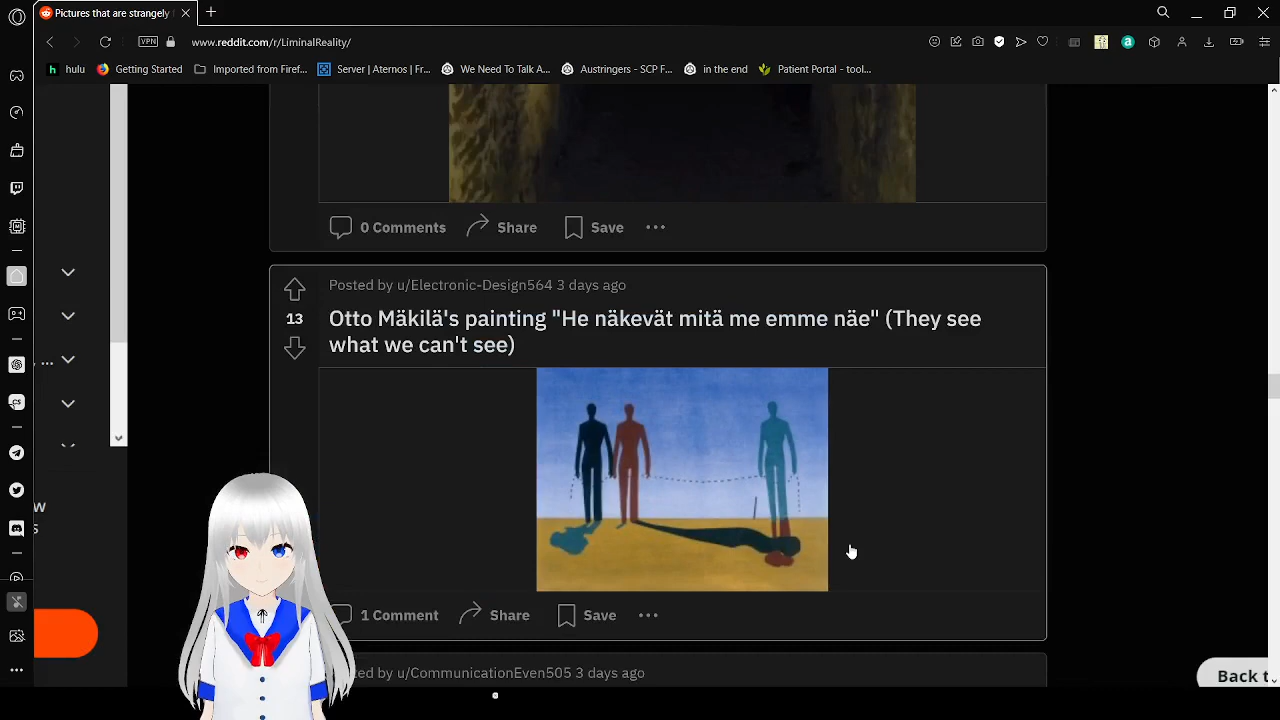 Pictures that are strangely
VPN
www.reddit.com/r/LiminalReality/
a
h hulu
Getting Started
Imported from Firef...
Server | Aternos | Fr...
We Need To Talk A...
Austringers - SCP F...
in the end
Patient Portal - tool...
0 Comments
Share
Save
Posted by u/Electronic-Design564 3 days ago
13
Otto Mäkilä's painting "He näkevät mitä me emme näe" (They see
what we can't see)
1 Comment
Share
Save
ted by u/CommunicationEven505 3 days ago
Back t